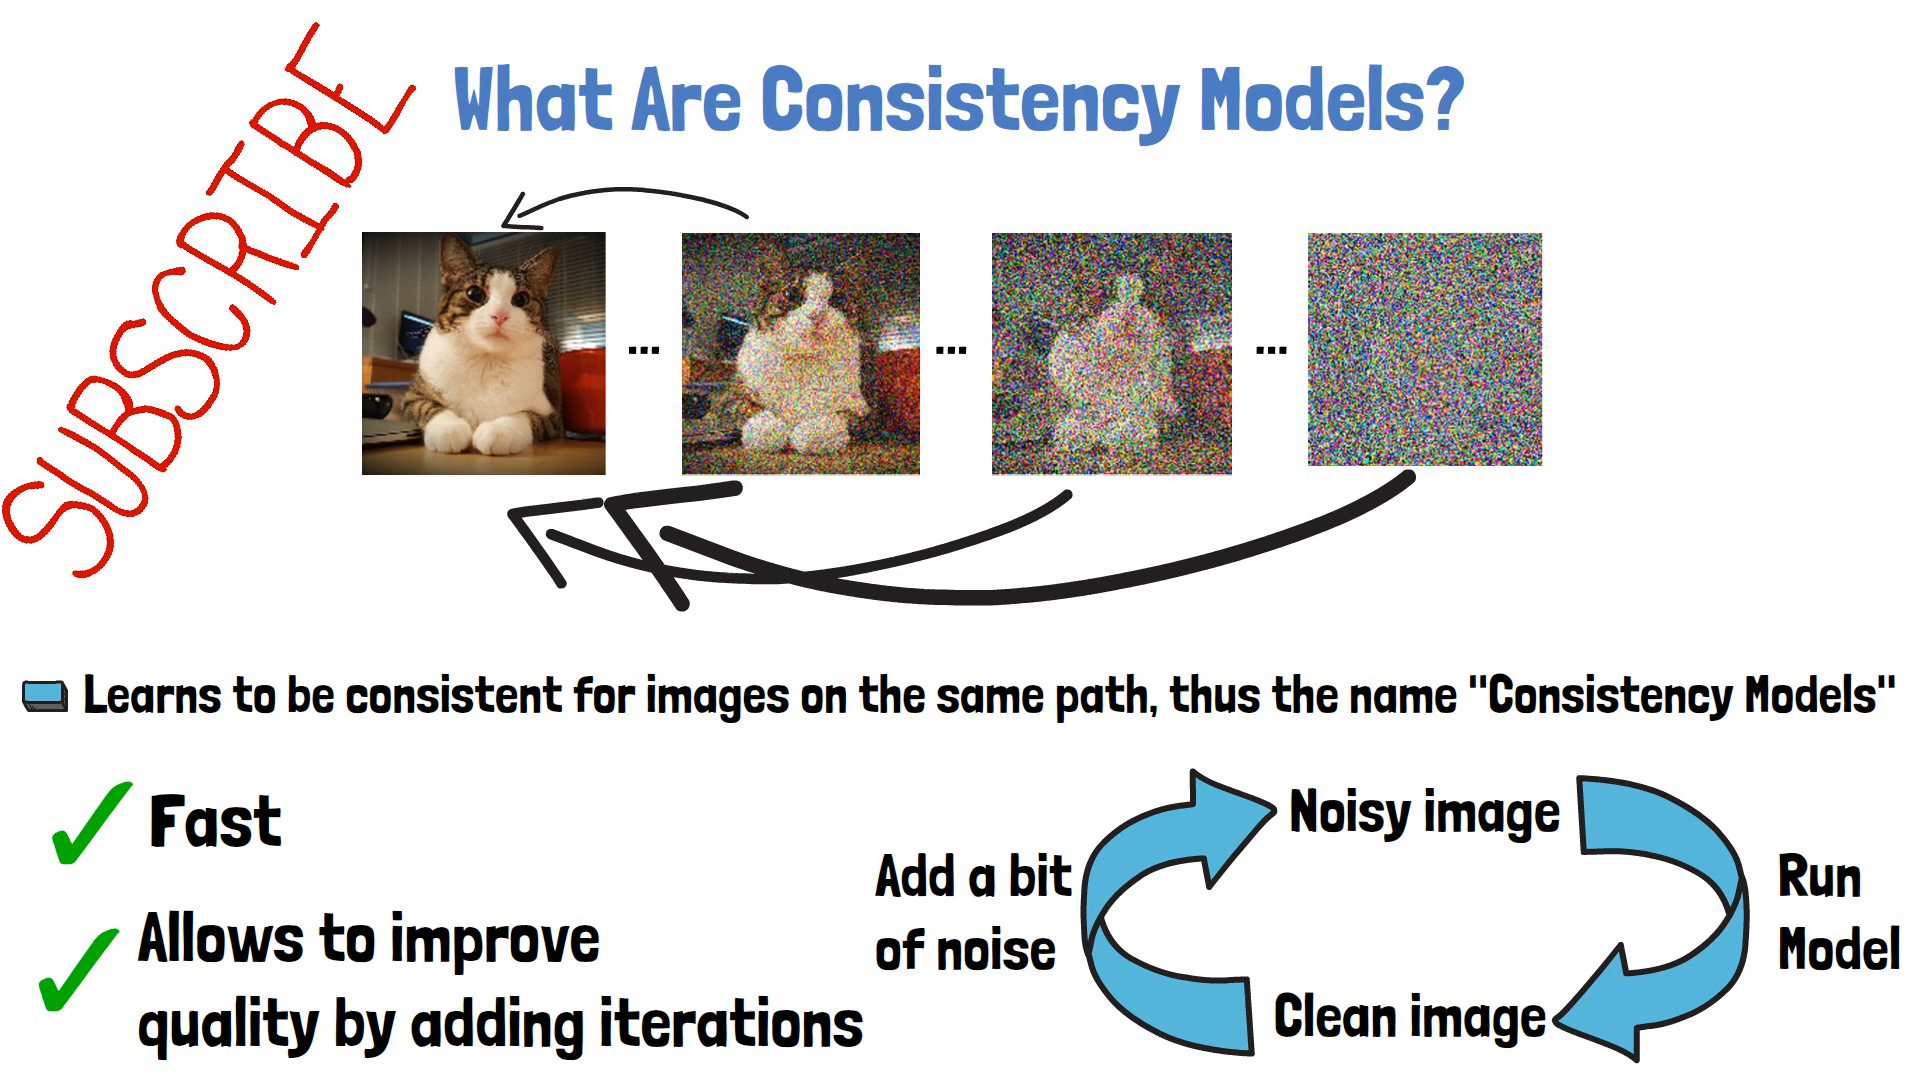 SUBSCRIBE
What Are Consistency Models?
...
...
...
Learns to be consistent for images on the same path, thus the name "Consistency Models"
Fast
Allows to improve
quality by adding iterations
Add a bit
of noise
Noisy image
Run
Model
Clean image